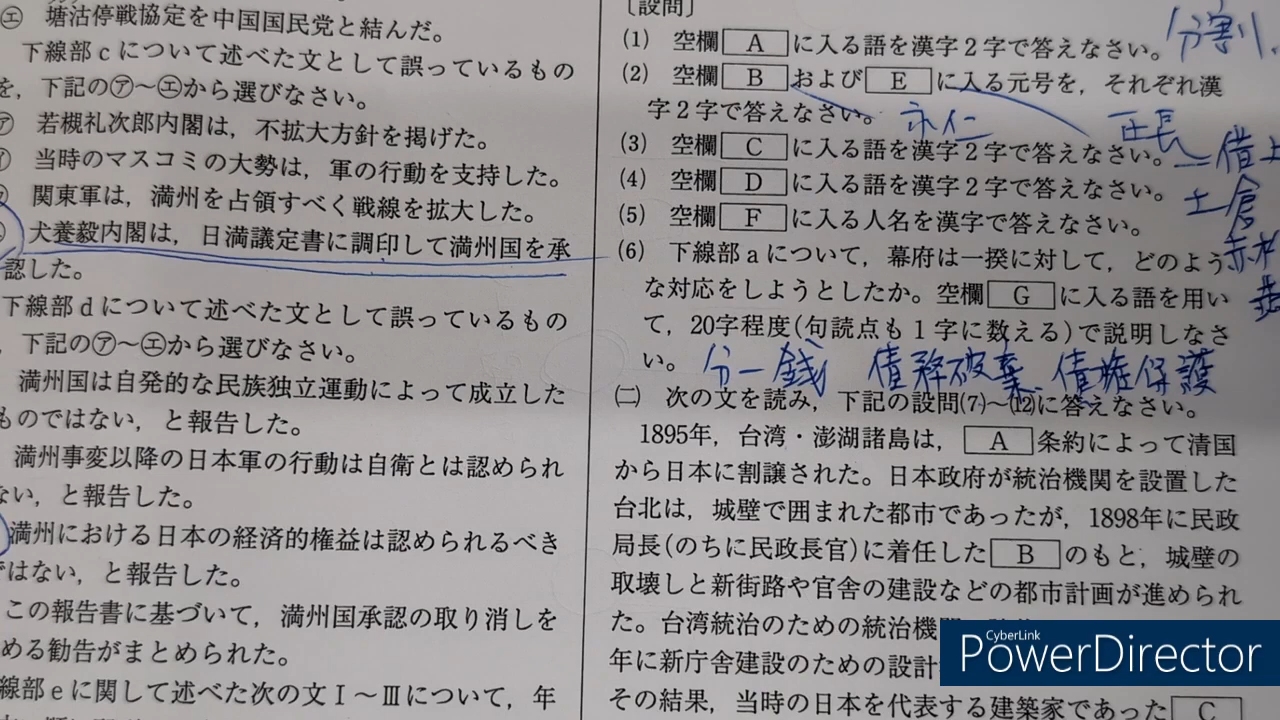 ㋓ 塘沽停戦協定を中国国民党と結んだ。
下線部cについて述べた文として誤っているもの
を，下記の㋐〜㋓から選びなさい。
若槻礼次郎内閣は，不拡大方針を掲げた。
当時のマスコミの大勢は，軍の行動を支持した。
関東軍は，満州を占領すべく戦線を拡大した。
犬養毅内閣は，日満議定書に調印して満州国を承
認した。
下線部dについて述べた文として誤っているもの
，下記の㋐〜㋓から選びなさい。
満州国は自発的な民族独立運動によって成立した
ものではない，と報告した。
満州事変以降の日本軍の行動は自衛とは認められ
ない，と報告した。
満州における日本の経済的権益は認められるべき
ではない，と報告した。
この報告書に基づいて，満州国承認の取り消しを
める勧告がまとめられた。
線部eに関して述べた次の文Ⅰ〜Ⅲについて，年
〔設問〕
(1) 空欄 A に入る語を漢字2字で答えなさい。 分割
(2) 空欄 B および E に入る元号を，それぞれ漢
字2字で答えなさい。 永仁 正長
(3) 空欄 C に入る語を漢字2字で答えなさい。 借上
(4) 空欄 D に入る語を漢字2字で答えなさい。 土倉
(5) 空欄 F に入る人名を漢字で答えなさい。 赤松
(6) 下線部aについて，幕府は一揆に対して，どのよう
な対応をしようとしたか。空欄 G に入る語を用い
て，20字程度(句読点も1字に数える)で説明しなさ
い。 分一銭 債務破棄、債権保護
㈡ 次の文を読み，下記の設問(7)〜(12)に答えなさい。
1895年，台湾・澎湖諸島は， A 条約によって清国
から日本に割譲された。日本政府が統治機関を設置した
台北は，城壁で囲まれた都市であったが，1898年に民政
局長(のちに民政長官)に着任した B のもと，城壁の
取壊しと新街路や官舎の建設などの都市計画が進められ
た。台湾統治のための統治機
年に新庁舎建設のための設計
その結果，当時の日本を代表する建築家であった C
CyberLink
PowerDirector